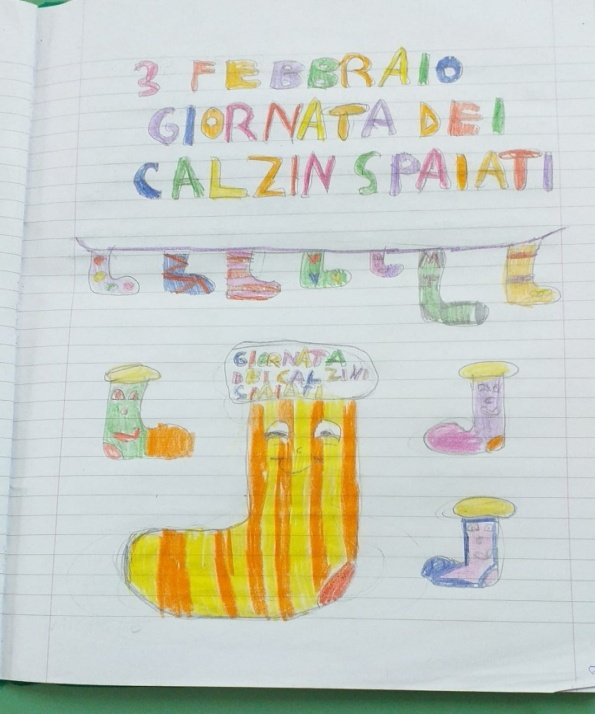 3 FEBBRAIO
GIORNATA DEI
CALZIN SPAIATI
GIORNATA
DEI CALZINI
SPAIATI